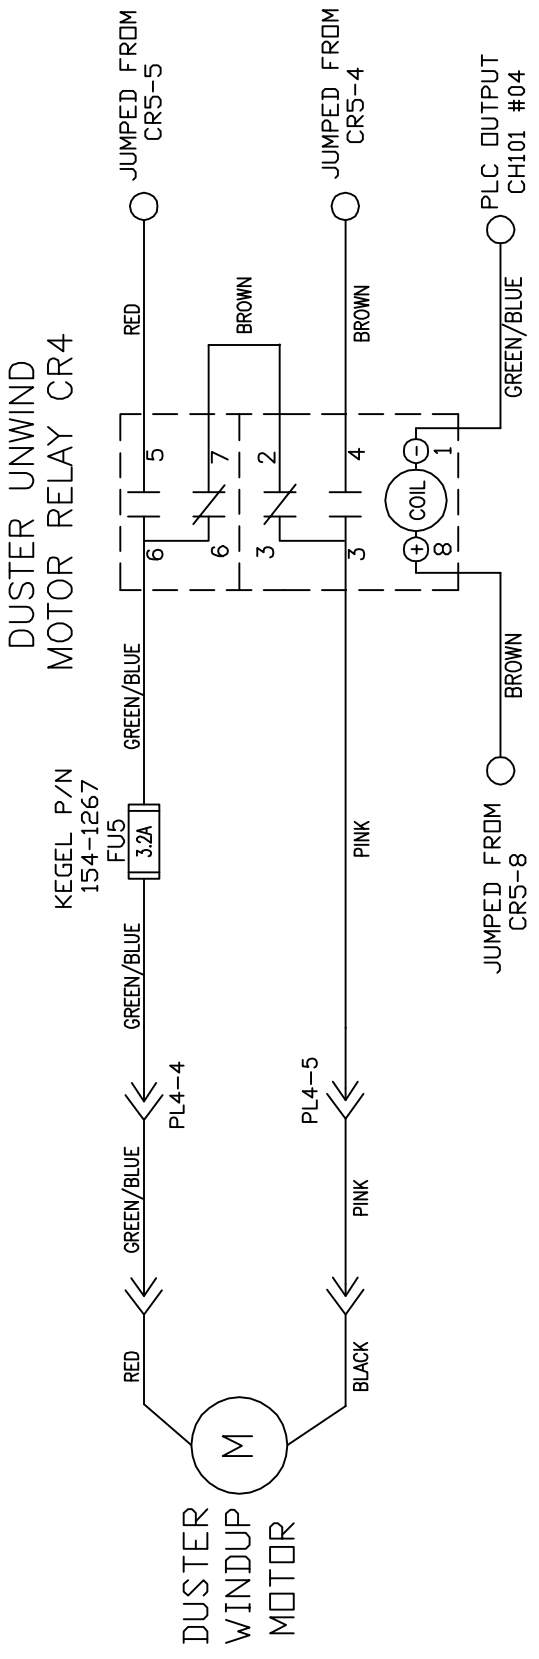 DUSTER UNWIND
MOTOR RELAY CR4
KEGEL P/N
154-1267
FU5
3.2A
RED
GREEN/BLUE
GREEN/BLUE
GREEN/BLUE
RED
JUMPED FROM
CR5-5
PL4-4
6
5
DUSTER
WINDUP
MOTOR
M
6
7
BROWN
3
2
PL4-5
BLACK
PINK
PINK
3
4
BROWN
JUMPED FROM
CR5-4
+
COIL
-
8
1
JUMPED FROM
CR5-8
BROWN
GREEN/BLUE
PLC OUTPUT
CH101 #04